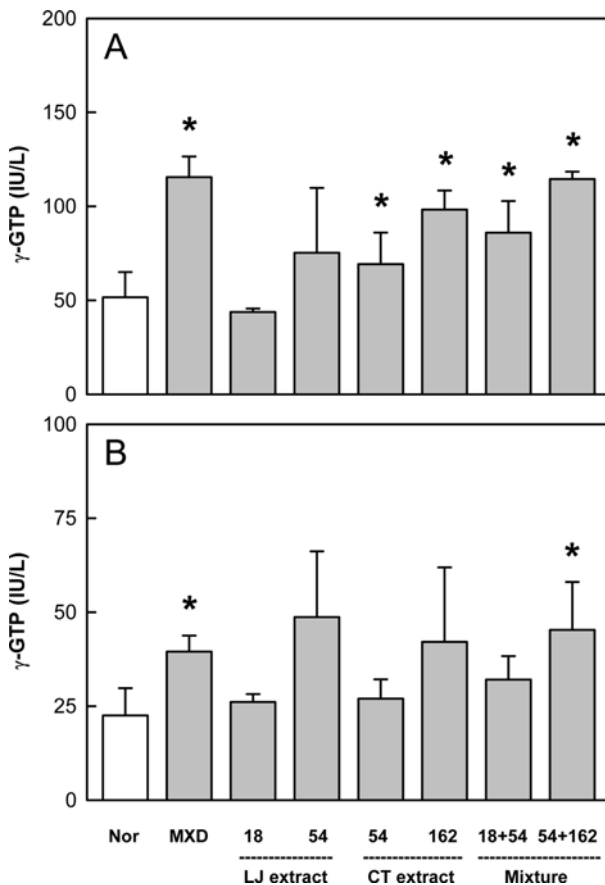 200
A
150
100
50
0
γ-GTP (IU/L)
* * * * *
100
B
75
50
25
0
γ-GTP (IU/L)
* *
Nor MXD 18 54 54 162 18+54 54+162
LJ extract CT extract Mixture